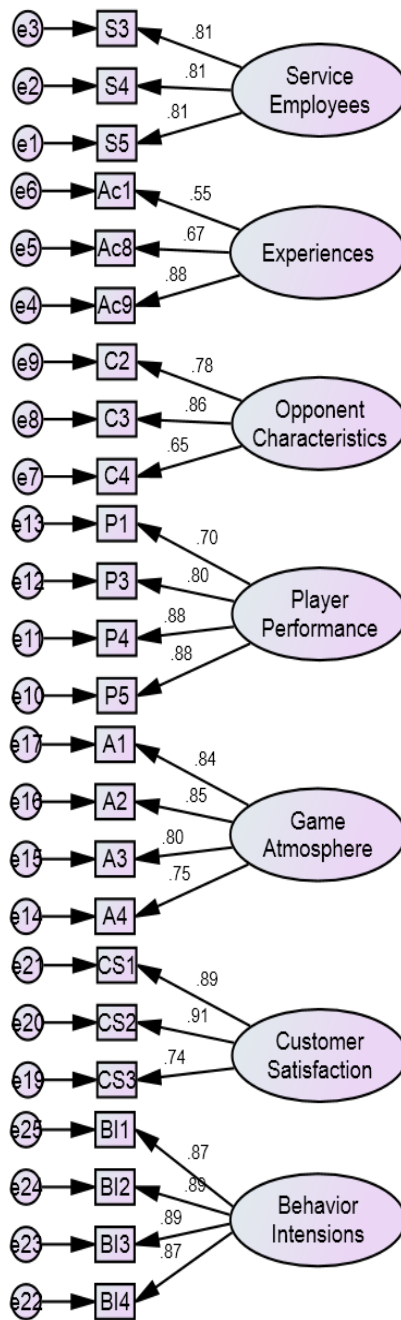 e3 S3 .81
e2 S4 .81 Service
Employees
e1 S5 .81
e6 Ac1 .55
e5 Ac8 .67 Experiences
e4 Ac9 .88
e9 C2 .78
e8 C3 .86 Opponent
Characteristics
e7 C4 .65
e13 P1 .70
e12 P3 .80 Player
Performance
e11 P4 .88
e10 P5 .88
e17 A1 .84
e16 A2 .85 Game
Atmosphere
e15 A3 .80
e14 A4 .75
e21 CS1 .89
e20 CS2 .91 Customer
Satisfaction
e19 CS3 .74
e25 BI1 .87
e24 BI2 .89 Behavior
Intensions
e23 BI3 .89
e22 BI4 .87